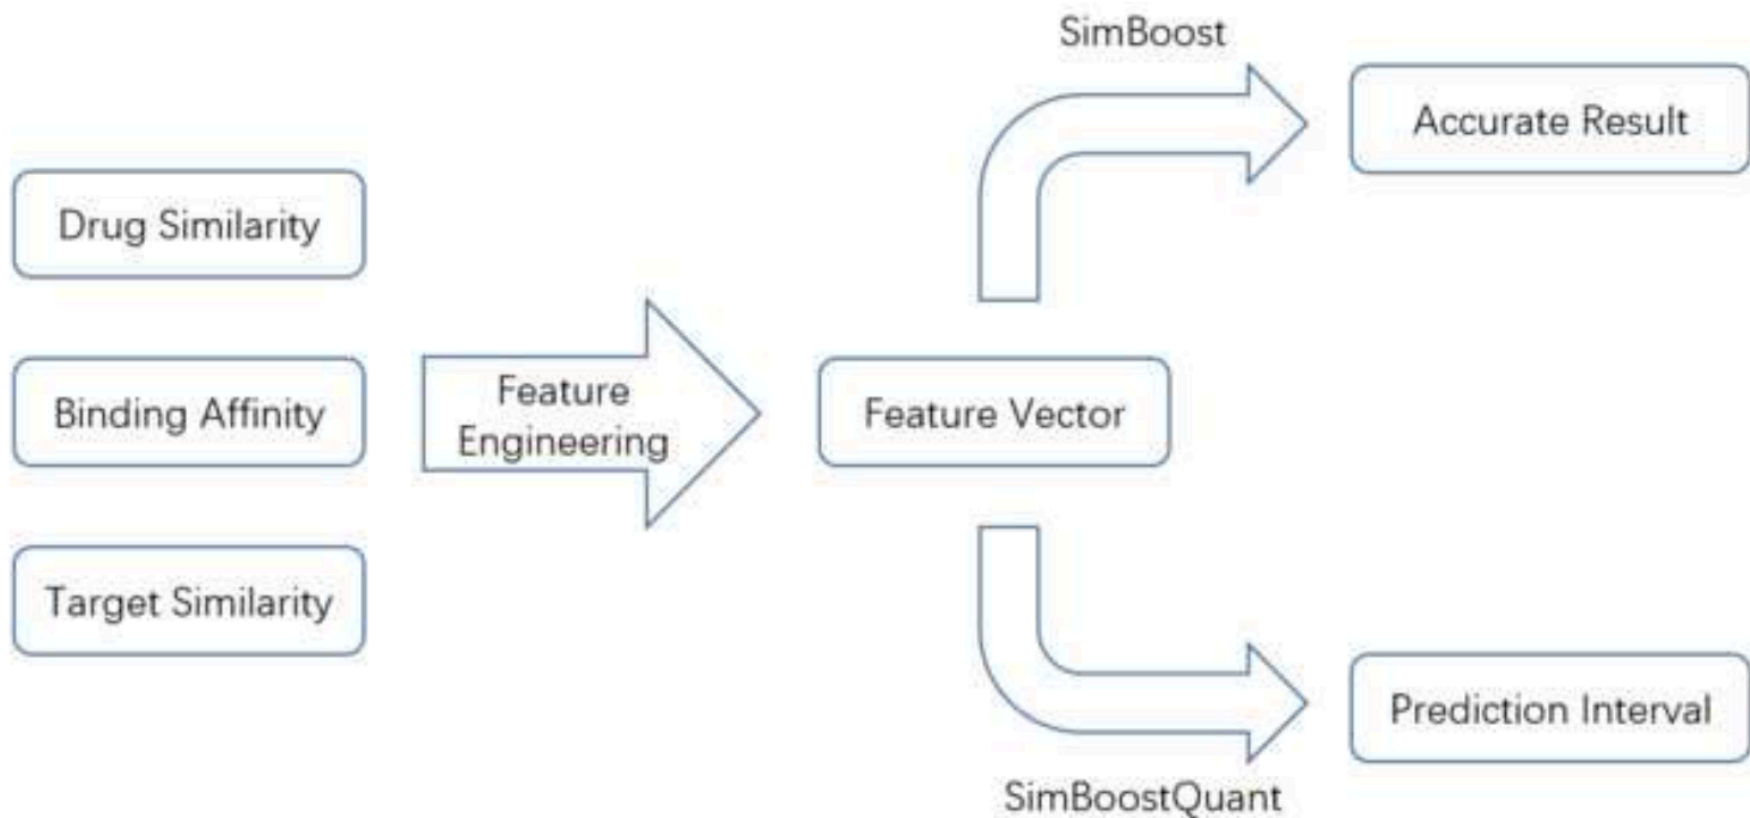 SimBoost
Accurate Result
Drug Similarity
Binding Affinity
Target Similarity
Feature
Engineering
Feature Vector
Prediction Interval
SimBoostQuant